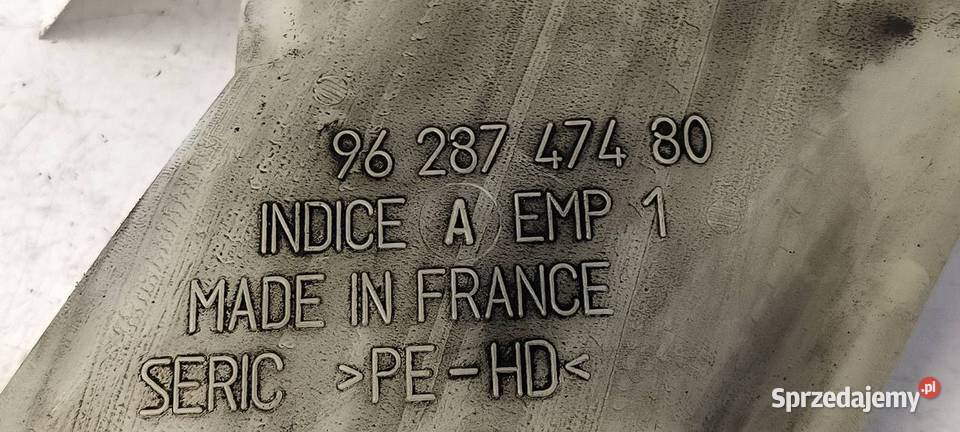 96 287 474 80
INDICE A EMP 1
MADE IN FRANCE
SERIC >PE-HD<
Sprzedajemy.pl